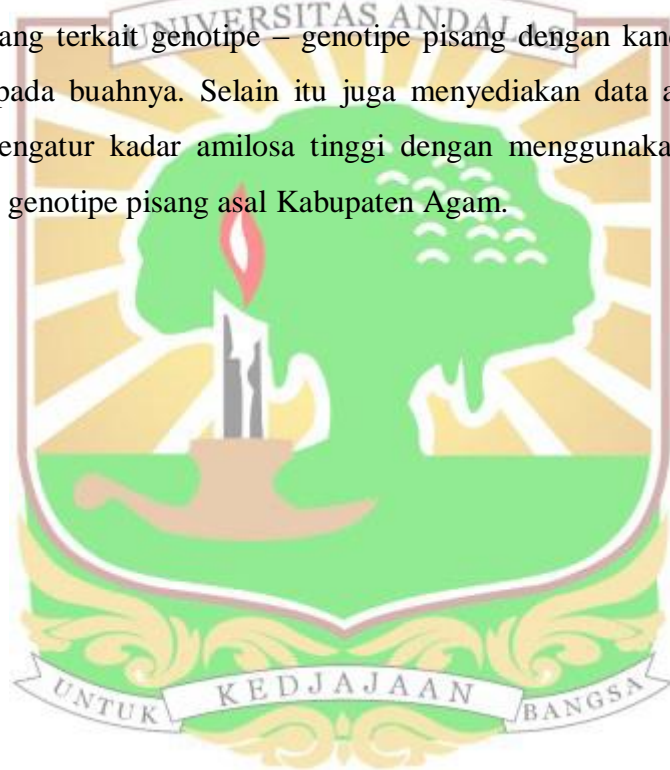 UNIVERSITAS ANDALAS
ang terkait genotipe – genotipe pisang dengan kand
pada buahnya. Selain itu juga menyediakan data a
engatur kadar amilosa tinggi dengan menggunaka
genotipe pisang asal Kabupaten Agam.
UNTUK KEDJAJAAN BANGSA